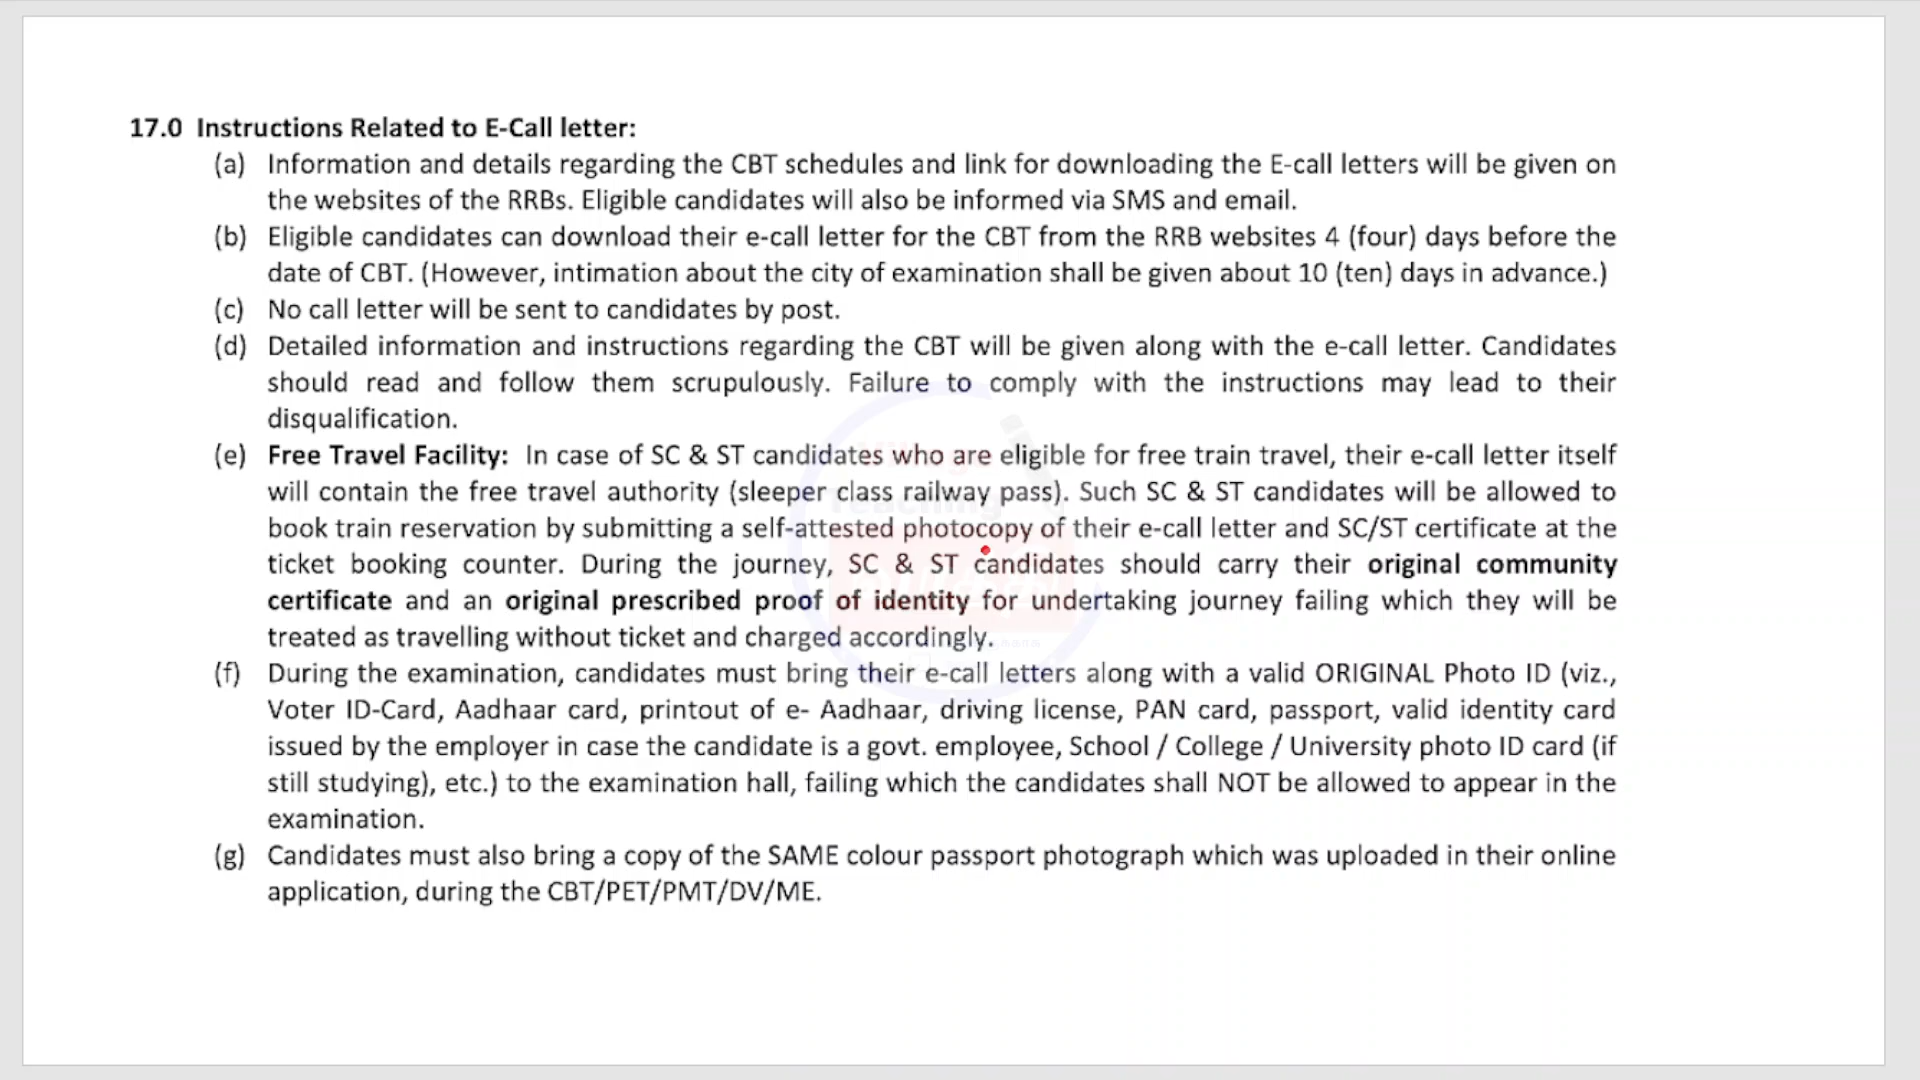 17.0 Instructions Related to E-Call letter:
(a) Information and details regarding the CBT schedules and link for downloading the E-call letters will be given on
the websites of the RRBs. Eligible candidates will also be informed via SMS and email.
(b) Eligible candidates can download their e-call letter for the CBT from the RRB websites 4 (four) days before the
date of CBT. (However, intimation about the city of examination shall be given about 10 (ten) days in advance.)
(c) No call letter will be sent to candidates by post.
(d) Detailed information and instructions regarding the CBT will be given along with the e-call letter. Candidates
should read and follow them scrupulously. Failure to comply with the instructions may lead to their
disqualification.
(e) Free Travel Facility: In case of SC & ST candidates who are eligible for free train travel, their e-call letter itself
will contain the free travel authority (sleeper class railway pass). Such SC & ST candidates will be allowed to
book train reservation by submitting a self-attested photocopy of their e-call letter and SC/ST certificate at the
ticket booking counter. During the journey, SC & ST candidates should carry their original community
certificate and an original prescribed proof of identity for undertaking journey failing which they will be
treated as travelling without ticket and charged accordingly.
(f) During the examination, candidates must bring their e-call letters along with a valid ORIGINAL Photo ID (viz.,
Voter ID-Card, Aadhaar card, printout of e- Aadhaar, driving license, PAN card, passport, valid identity card
issued by the employer in case the candidate is a govt. employee, School / College / University photo ID card (if
still studying), etc.) to the examination hall, failing which the candidates shall NOT be allowed to appear in the
examination.
(g) Candidates must also bring a copy of the SAME colour passport photograph which was uploaded in their online
application, during the CBT/PET/PMT/DV/ME.